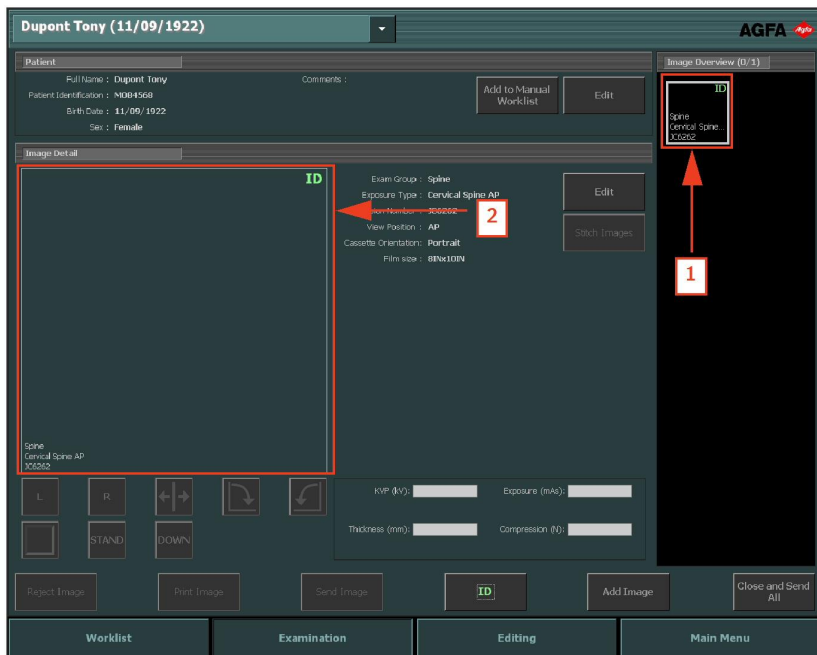 Dupont Tony (11/09/1922)
AGFA Agfa
Patient
Full Name : Dupont Tony
Comments :
Patient Identification : M084568
Birth Date : 11/09/1922
Sex : Female
Add to Manual
Worklist
Edit
Image Overview (0/1)
ID
Spine
Cervical Spine...
JC6262
1
Image Detail
ID
Spine
Cervical Spine AP
JC6262
2
Exam Group : Spine
Exposure Type : Cervical Spine AP
JC6262
View Position : AP
Cassette Orientation: Portrait
Film size : 8INx10IN
Edit
Stitch Images
L
R
STAND
DOWN
KVP (kV):
Exposure (mAs):
Thickness (mm):
Compression (N):
Reject Image
Print Image
Send Image
ID
Add Image
Close and Send
All
Worklist
Examination
Editing
Main Menu